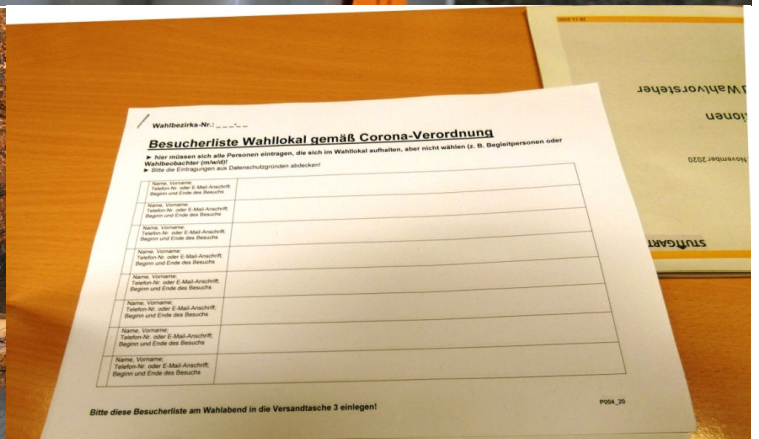 Wahlbezirks-Nr.: _ _ _-_ _
Besucherliste Wahllokal gemäß Corona-Verordnung
► hier müssen sich alle Personen eintragen, die sich im Wahllokal aufhalten, aber nicht wählen (z. B. Begleitpersonen oder
Wahlbeobachter (m/w/d)!
► Bitte die Eintragungen aus Datenschutzgründen abdecken!
Name, Vorname;
Telefon-Nr. oder E-Mail-Anschrift;
Beginn und Ende des Besuchs
Name, Vorname;
Telefon-Nr. oder E-Mail-Anschrift;
Beginn und Ende des Besuchs
Name, Vorname;
Telefon-Nr. oder E-Mail-Anschrift;
Beginn und Ende des Besuchs
Name, Vorname;
Telefon-Nr. oder E-Mail-Anschrift;
Beginn und Ende des Besuchs
Name, Vorname;
Telefon-Nr. oder E-Mail-Anschrift;
Beginn und Ende des Besuchs
Name, Vorname;
Telefon-Nr. oder E-Mail-Anschrift;
Beginn und Ende des Besuchs
Name, Vorname;
Telefon-Nr. oder E-Mail-Anschrift;
Beginn und Ende des Besuchs
Name, Vorname;
Telefon-Nr. oder E-Mail-Anschrift;
Beginn und Ende des Besuchs
Bitte diese Besucherliste am Wahlabend in die Versandtasche 3 einlegen!
P004_20
STUTTGART
November 2020
ionen
d Wahlvorsteher